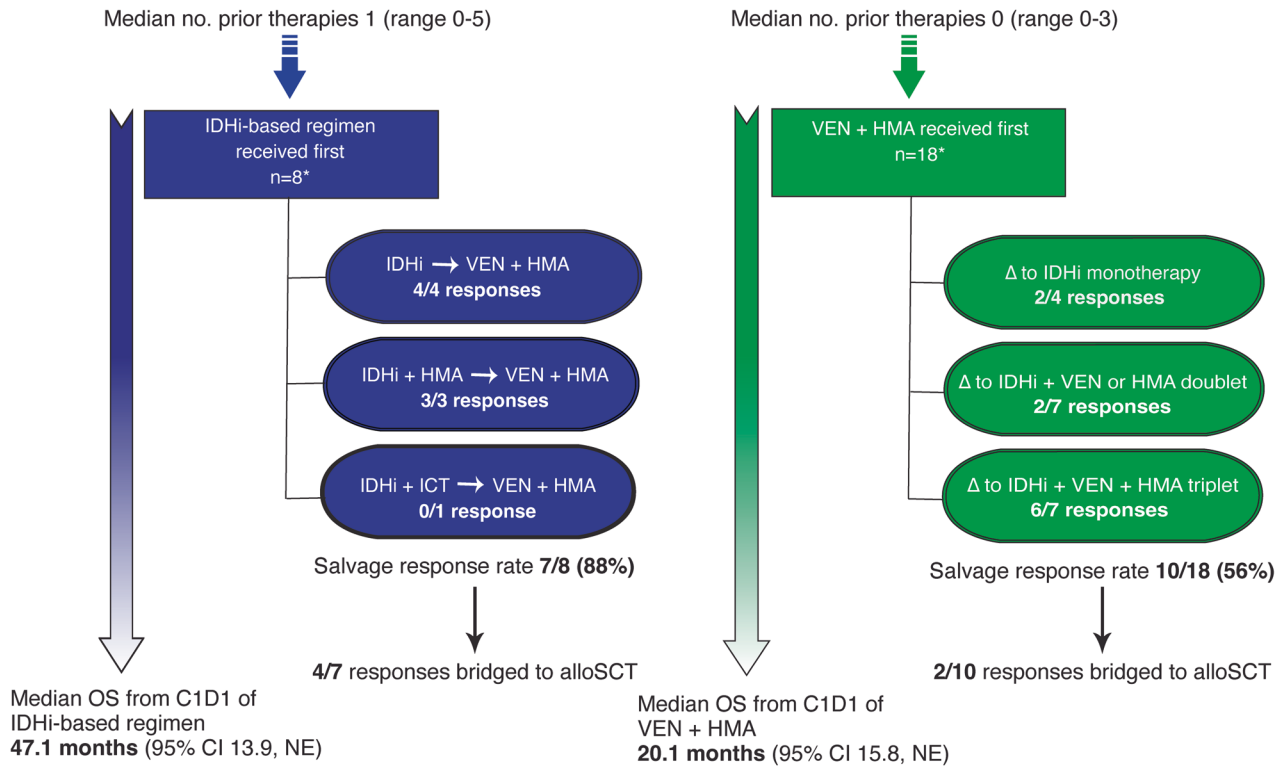 Median no. prior therapies 1 (range 0-5)
IDHi-based regimen
received first
n=8*
IDHi → VEN + HMA
4/4 responses
IDHi + HMA → VEN + HMA
3/3 responses
IDHi + ICT → VEN + HMA
0/1 response
Salvage response rate 7/8 (88%)
4/7 responses bridged to alloSCT
Median OS from C1D1 of
IDHi-based regimen
47.1 months (95% CI 13.9, NE)
Median no. prior therapies 0 (range 0-3)
VEN + HMA received first
n=18*
Δ to IDHi monotherapy
2/4 responses
Δ to IDHi + VEN or HMA doublet
2/7 responses
Δ to IDHi + VEN + HMA triplet
6/7 responses
Salvage response rate 10/18 (56%)
2/10 responses bridged to alloSCT
Median OS from C1D1 of
VEN + HMA
20.1 months (95% CI 15.8, NE)